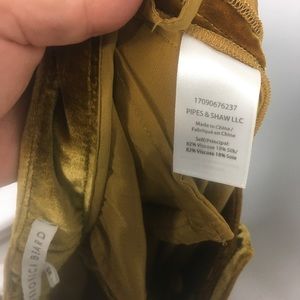 17090676237
PIPES & SHAW LLC
Made in China /
Fabriqué en China
Self/Principal:
82% Viscose 18% Silk/
82% Viscose 18% Soie